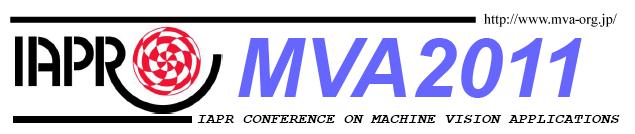 http://www.mva-org.jp/
IAPR MVA2011
IAPR CONFERENCE ON MACHINE VISION APPLICATIONS